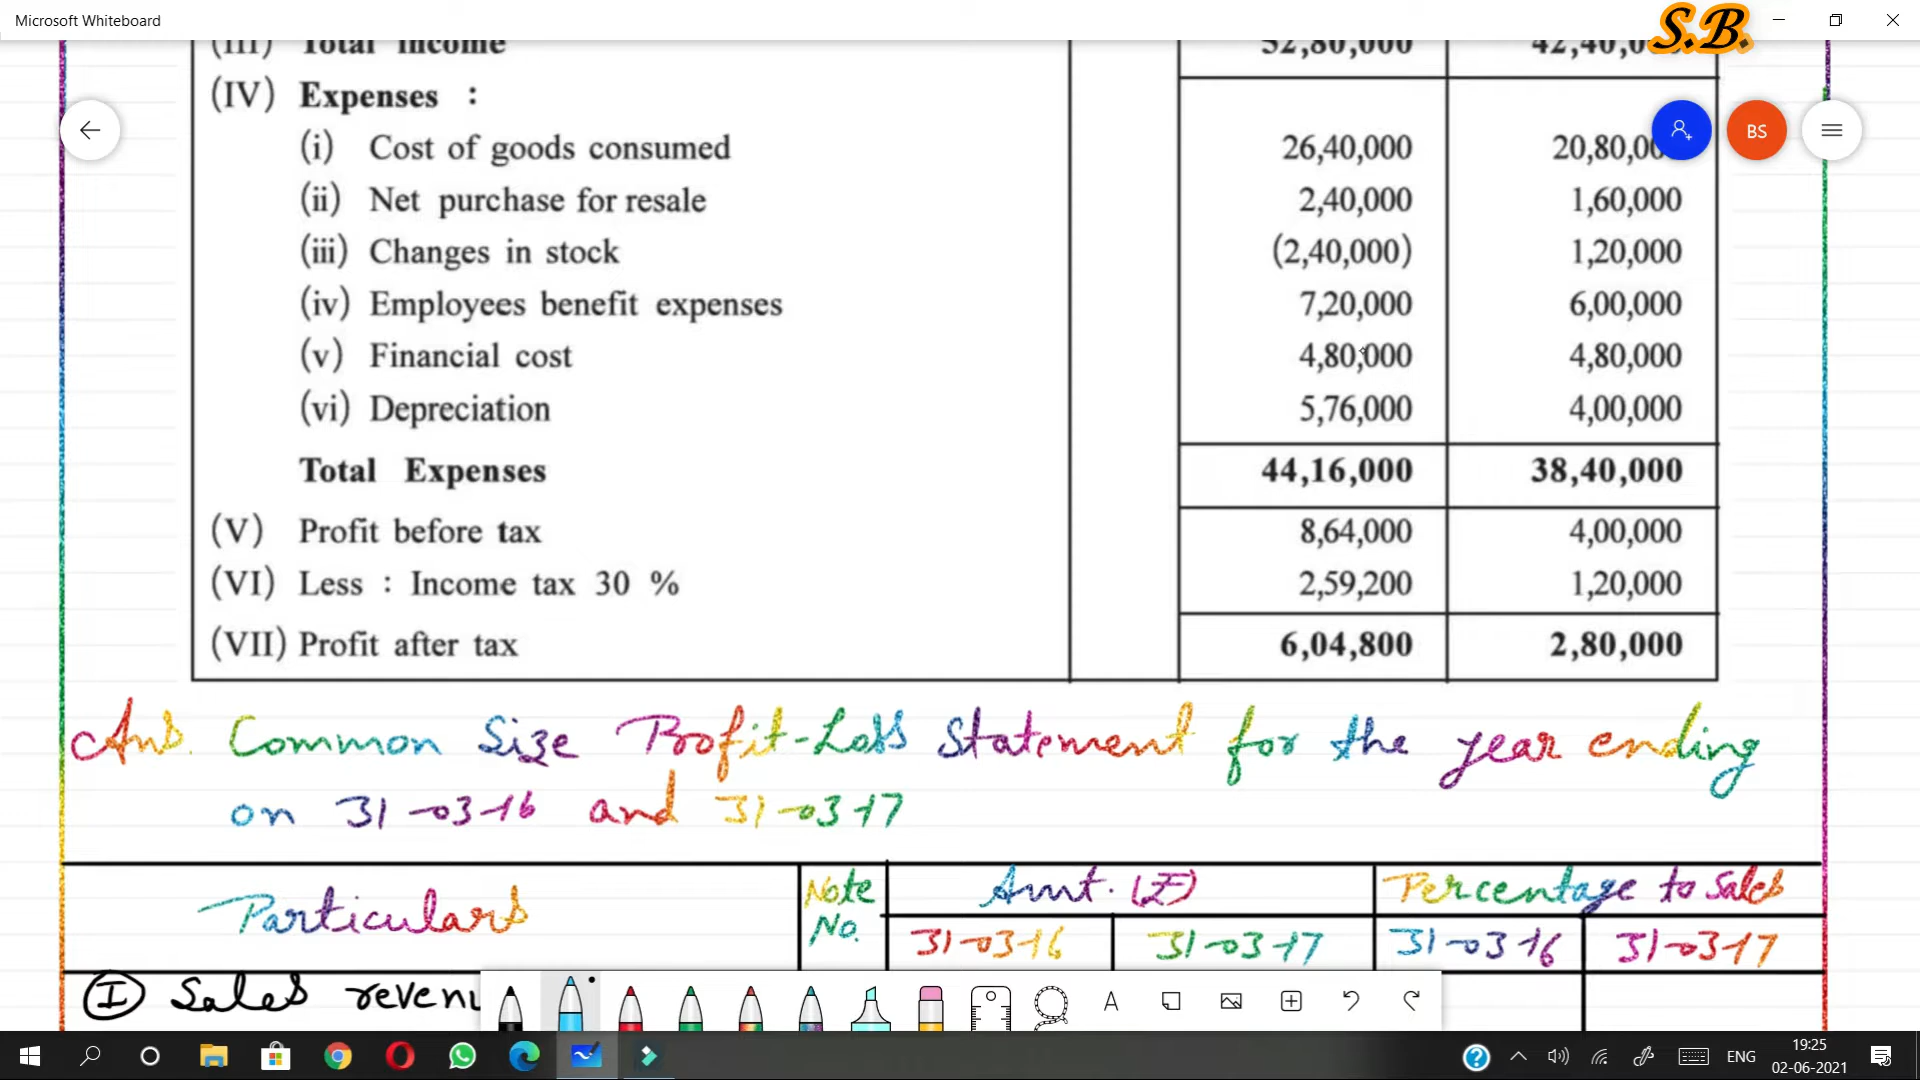 Microsoft Whiteboard
S.B.
(III) Total Income 52,80,000
(IV) Expenses :
(i) Cost of goods consumed 26,40,000
(ii) Net purchase for resale 2,40,000 1,60,000
(iii) Changes in stock (2,40,000) 1,20,000
(iv) Employees benefit expenses 7,20,000 6,00,000
(v) Financial cost 4,80,000 4,80,000
(vi) Depreciation 5,76,000 4,00,000
Total Expenses 44,16,000 38,40,000
(V) Profit before tax 8,64,000 4,00,000
(VI) Less : Income tax 30 % 2,59,200 1,20,000
(VII) Profit after tax 6,04,800 2,80,000
BS
Ans. Common Size Profit-Loss Statement for the year ending
on 31-03-16 and 31-03-17
Particulars Note No. Amt. (₹) Percentage to Sales
31-03-16 31-03-17 31-03-16 31-03-17
(I) Sales
A
ENG
19:25
02-06-2021